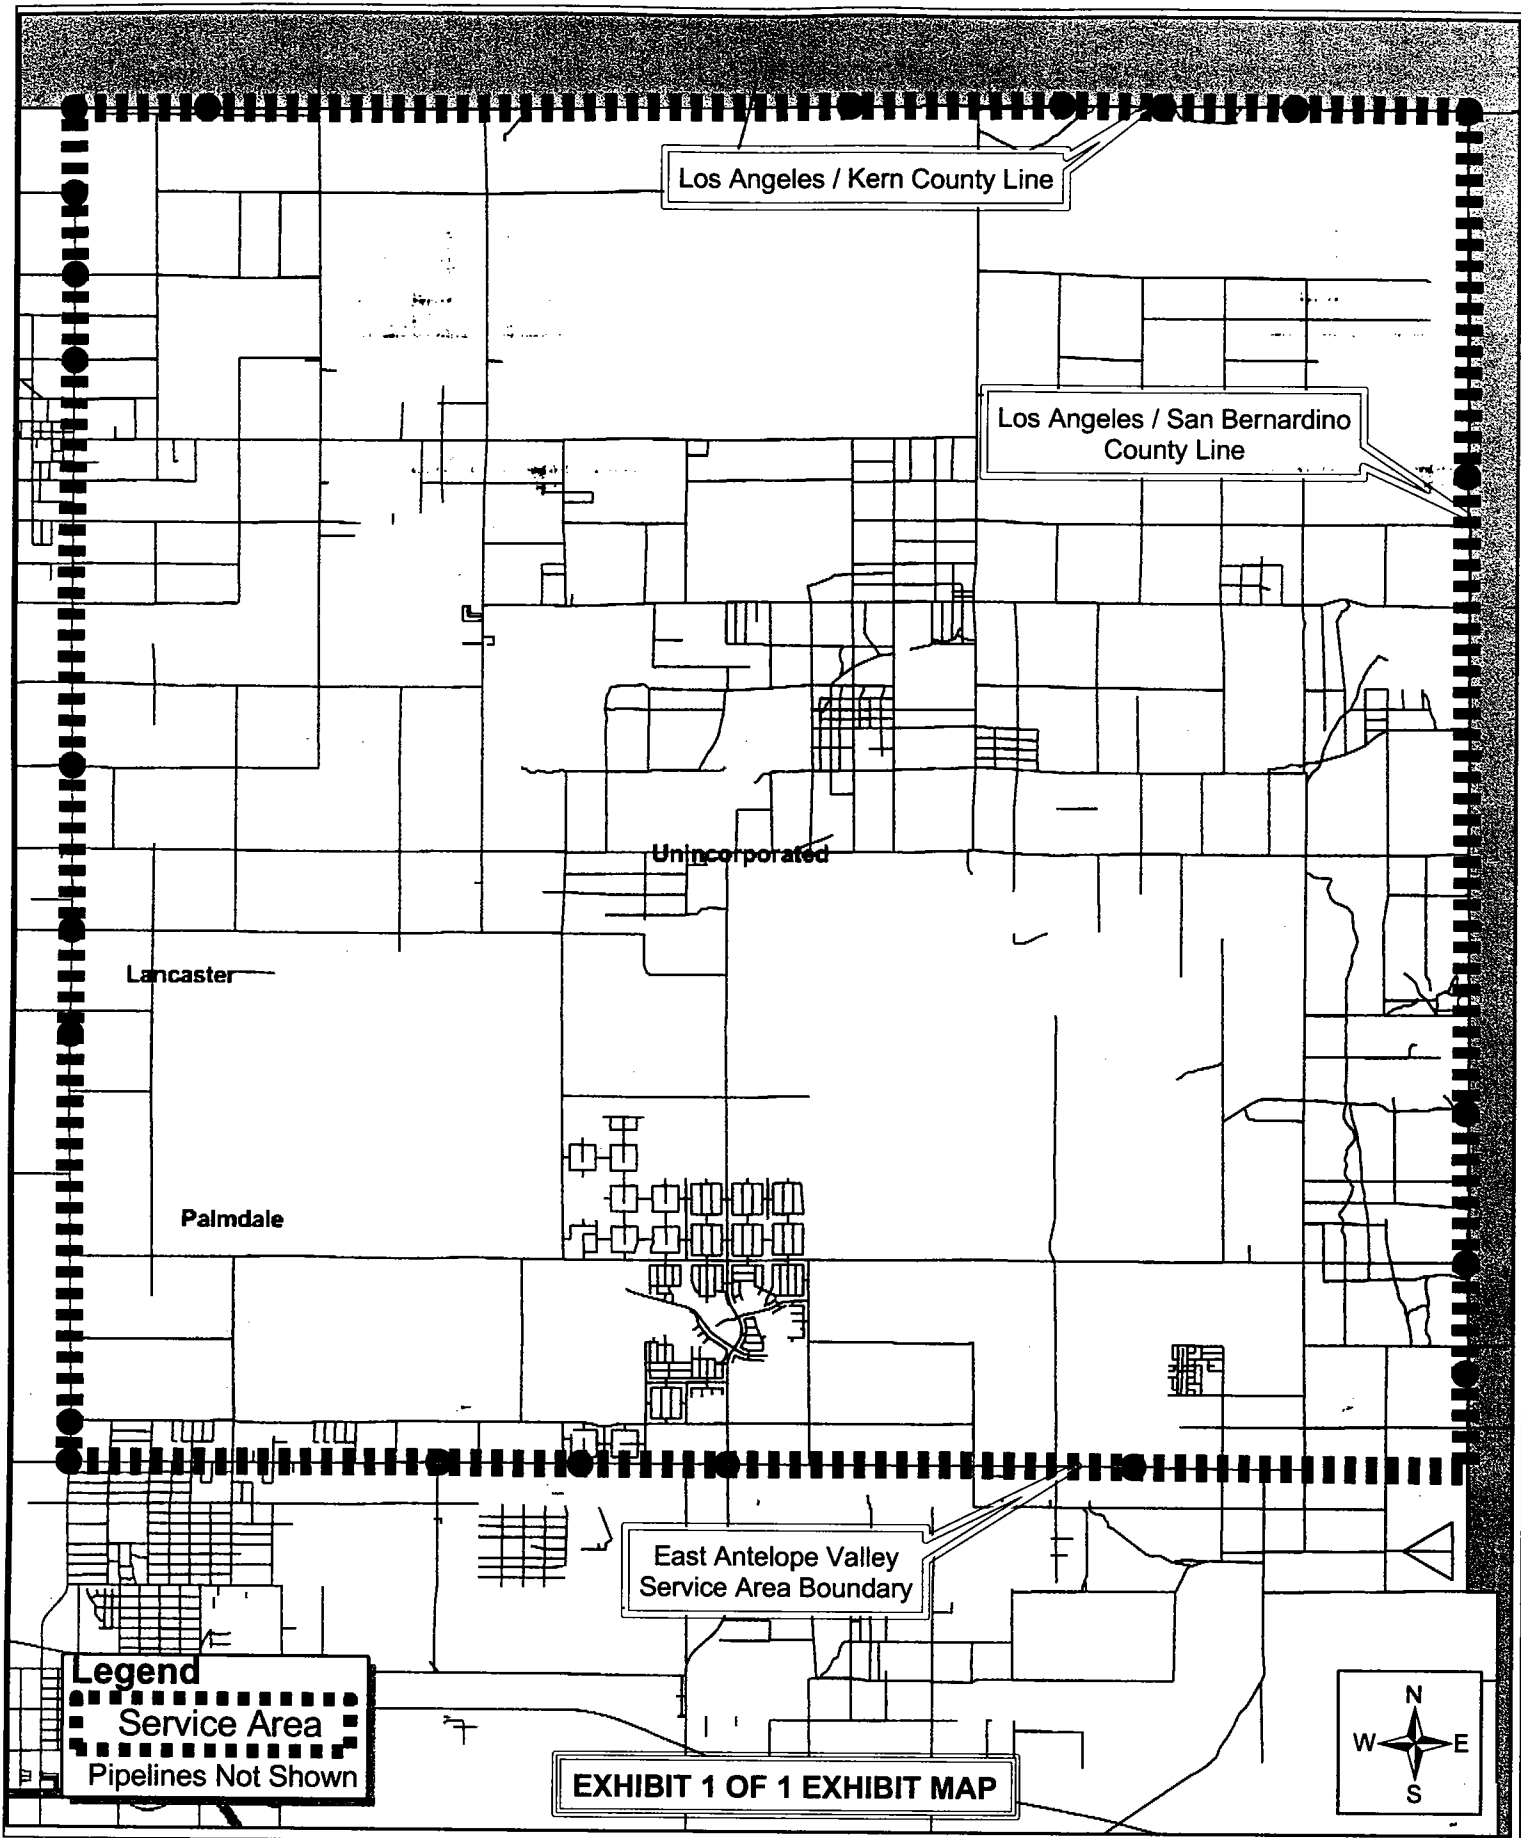 Los Angeles / Kern County Line
Los Angeles / San Bernardino
County Line
Unincorporated
Lancaster
Palmdale
East Antelope Valley
Service Area Boundary
Legend
Service Area
Pipelines Not Shown
EXHIBIT 1 OF 1 EXHIBIT MAP
N
W E
S